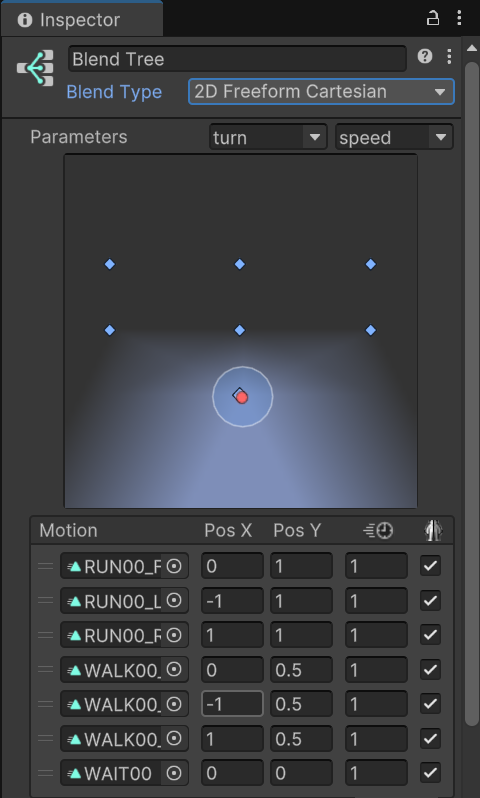 Inspector
Blend Tree
Blend Type 2D Freeform Cartesian
Parameters turn speed
Motion Pos X Pos Y
RUN00_F 0 1 1
RUN00_L -1 1 1
RUN00_R 1 1 1
WALK00_ 0 0.5 1
WALK00_ -1 0.5 1
WALK00_ 1 0.5 1
WAIT00 0 0 1